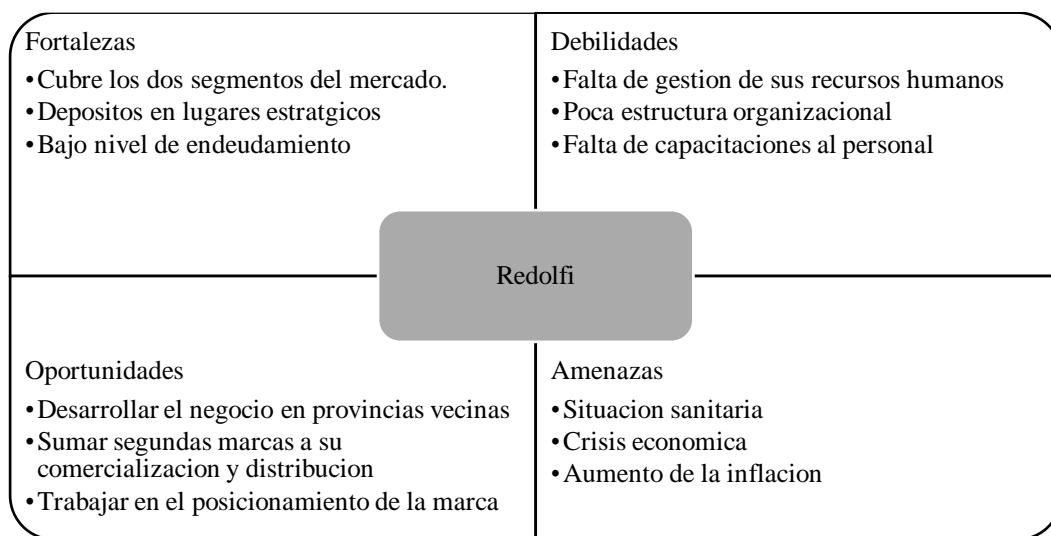 Fortalezas
•Cubre los dos segmentos del mercado.
•Depositos en lugares estratgicos
•Bajo nivel de endeudamiento
Debilidades
•Falta de gestion de sus recursos humanos
•Poca estructura organizacional
•Falta de capacitaciones al personal
Redolfi
Oportunidades
•Desarrollar el negocio en provincias vecinas
•Sumar segundas marcas a su
comercializacion y distribucion
•Trabajar en el posicionamiento de la marca
Amenazas
•Situacion sanitaria
•Crisis economica
•Aumento de la inflacion